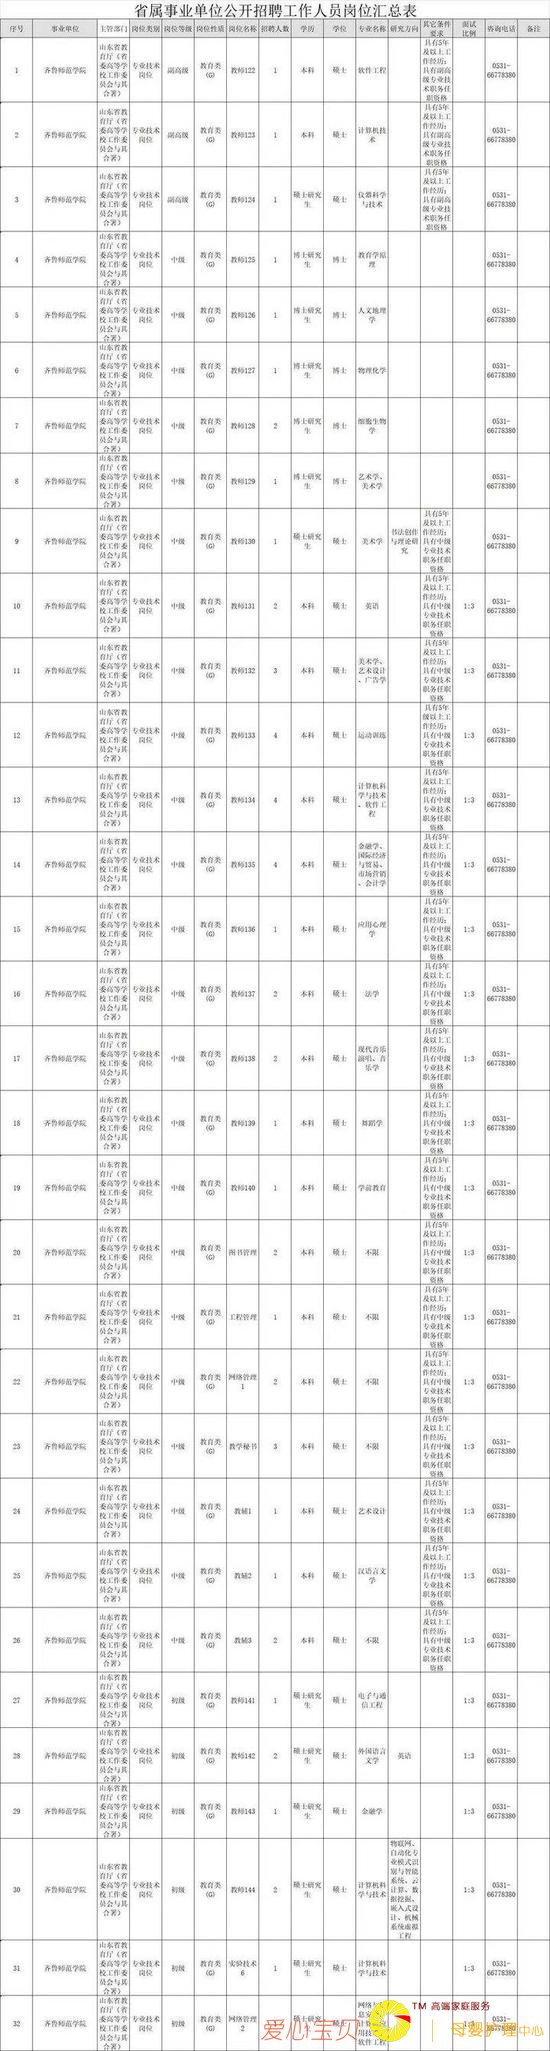 省属事业单位公开招聘工作人员岗位汇总表
序号 事业单位 主管部门 岗位类别 岗位等级 岗位性质 岗位名称 招聘人数 学历 学位 专业名称 研究方向 其它条件要求 面试比例 咨询电话 备注
1 齐鲁师范学院 山东省教育厅（省委高等学校工作委员会与其合署） 专业技术岗位 副高级 教育类(G) 教师122 1 本科 硕士 软件工程 具有5年及以上工作经历；具有副高级专业技术职务任职资格 0531-66778380
2 齐鲁师范学院 山东省教育厅（省委高等学校工作委员会与其合署） 专业技术岗位 副高级 教育类(G) 教师123 1 本科 硕士 计算机技术 具有5年及以上工作经历；具有副高级专业技术职务任职资格 0531-66778380
3 齐鲁师范学院 山东省教育厅（省委高等学校工作委员会与其合署） 专业技术岗位 副高级 教育类(G) 教师124 1 硕士研究生 硕士 仪器科学与技术 具有5年及以上工作经历；具有副高级专业技术职务任职资格 0531-66778380
4 齐鲁师范学院 山东省教育厅（省委高等学校工作委员会与其合署） 专业技术岗位 中级 教育类(G) 教师125 1 博士研究生 博士 教育学原理 0531-66778380
5 齐鲁师范学院 山东省教育厅（省委高等学校工作委员会与其合署） 专业技术岗位 中级 教育类(G) 教师126 1 博士研究生 博士 人文地理学 0531-66778380
6 齐鲁师范学院 山东省教育厅（省委高等学校工作委员会与其合署） 专业技术岗位 中级 教育类(G) 教师127 1 博士研究生 博士 物理化学 0531-66778380
7 齐鲁师范学院 山东省教育厅（省委高等学校工作委员会与其合署） 专业技术岗位 中级 教育类(G) 教师128 2 博士研究生 博士 细胞生物学 0531-66778380
8 齐鲁师范学院 山东省教育厅（省委高等学校工作委员会与其合署） 专业技术岗位 中级 教育类(G) 教师129 1 博士研究生 博士 艺术学、美术学 0531-66778380
9 齐鲁师范学院 山东省教育厅（省委高等学校工作委员会与其合署） 专业技术岗位 中级 教育类(G) 教师130 1 硕士研究生 硕士 美术学 书法创作与理论研究 具有5年及以上工作经历；具有中级专业技术职务任职资格 0531-66778380
10 齐鲁师范学院 山东省教育厅（省委高等学校工作委员会与其合署） 专业技术岗位 中级 教育类(G) 教师131 2 本科 硕士 英语 具有5年及以上工作经历；具有中级专业技术职务任职资格 1:3 0531-66778380
11 齐鲁师范学院 山东省教育厅（省委高等学校工作委员会与其合署） 专业技术岗位 中级 教育类(G) 教师132 3 本科 硕士 美术学、艺术设计、广告学 具有5年及以上工作经历；具有中级专业技术职务任职资格 1:3 0531-66778380
12 齐鲁师范学院 山东省教育厅（省委高等学校工作委员会与其合署） 专业技术岗位 中级 教育类(G) 教师133 4 本科 硕士 运动训练 具有5年级以上工作经历；具有中级专业技术职务任职资格 1:3 0531-66778380
13 齐鲁师范学院 山东省教育厅（省委高等学校工作委员会与其合署） 专业技术岗位 中级 教育类(G) 教师134 4 本科 硕士 计算机科学与技术、软件工程 具有5年及以上工作经历；具有中级专业技术职务任职资格 1:3 0531-66778380
14 齐鲁师范学院 山东省教育厅（省委高等学校工作委员会与其合署） 专业技术岗位 中级 教育类(G) 教师135 4 本科 硕士 金融学、国际经济与贸易、市场营销、会计学 具有5年及以上工作经历；具有中级专业技术职务任职资格 1:3 0531-66778380
15 齐鲁师范学院 山东省教育厅（省委高等学校工作委员会与其合署） 专业技术岗位 中级 教育类(G) 教师136 1 本科 硕士 应用心理学 具有5年及以上工作经历；具有中级专业技术职务任职资格 1:3 0531-66778380
16 齐鲁师范学院 山东省教育厅（省委高等学校工作委员会与其合署） 专业技术岗位 中级 教育类(G) 教师137 2 本科 硕士 法学 具有5年及以上工作经历；具有中级专业技术职务任职资格 1:3 0531-66778380
17 齐鲁师范学院 山东省教育厅（省委高等学校工作委员会与其合署） 专业技术岗位 中级 教育类(G) 教师138 2 本科 硕士 现代音乐演唱、音乐学 具有5年及以上工作经历；具有中级专业技术职务任职资格 1:3 0531-66778380
18 齐鲁师范学院 山东省教育厅（省委高等学校工作委员会与其合署） 专业技术岗位 中级 教育类(G) 教师139 1 本科 硕士 舞蹈学 具有5年及以上工作经历；具有中级专业技术职务任职资格 1:3 0531-66778380
19 齐鲁师范学院 山东省教育厅（省委高等学校工作委员会与其合署） 专业技术岗位 中级 教育类(G) 教师140 1 本科 硕士 学前教育 具有5年及以上工作经历；具有中级专业技术职务任职资格 1:3 0531-66778380
20 齐鲁师范学院 山东省教育厅（省委高等学校工作委员会与其合署） 专业技术岗位 中级 教育类(G) 图书管理 2 本科 硕士 不限 具有5年及以上工作经历；具有中级专业技术职务任职资格 1:3 0531-66778380
21 齐鲁师范学院 山东省教育厅（省委高等学校工作委员会与其合署） 专业技术岗位 中级 教育类(G) 工程管理 1 本科 硕士 不限 具有5年及以上工作经历；具有中级专业技术职务任职资格 1:3 0531-66778380
22 齐鲁师范学院 山东省教育厅（省委高等学校工作委员会与其合署） 专业技术岗位 中级 教育类(G) 网络管理1 2 本科 硕士 不限 具有5年及以上工作经历；具有中级专业技术职务任职资格 1:3 0531-66778380
23 齐鲁师范学院 山东省教育厅（省委高等学校工作委员会与其合署） 专业技术岗位 中级 教育类(G) 教学秘书 3 本科 硕士 不限 具有5年及以上工作经历；具有中级专业技术职务任职资格 1:3 0531-66778380
24 齐鲁师范学院 山东省教育厅（省委高等学校工作委员会与其合署） 专业技术岗位 中级 教育类(G) 教辅1 1 本科 硕士 艺术设计 具有5年及以上工作经历；具有中级专业技术职务任职资格 1:3 0531-66778380
25 齐鲁师范学院 山东省教育厅（省委高等学校工作委员会与其合署） 专业技术岗位 中级 教育类(G) 教辅2 1 本科 硕士 汉语言文学 具有5年及以上工作经历；具有中级专业技术职务任职资格 1:3 0531-66778380
26 齐鲁师范学院 山东省教育厅（省委高等学校工作委员会与其合署） 专业技术岗位 中级 教育类(G) 教辅3 2 本科 硕士 不限 具有5年及以上工作经历；具有中级专业技术职务任职资格 1:3 0531-66778380
27 齐鲁师范学院 山东省教育厅（省委高等学校工作委员会与其合署） 专业技术岗位 初级 教育类(G) 教师141 1 硕士研究生 硕士 电子与通信工程 1:3 0531-66778380
28 齐鲁师范学院 山东省教育厅（省委高等学校工作委员会与其合署） 专业技术岗位 初级 教育类(G) 教师142 2 硕士研究生 硕士 外国语言文学 英语 1:3 0531-66778380
29 齐鲁师范学院 山东省教育厅（省委高等学校工作委员会与其合署） 专业技术岗位 初级 教育类(G) 教师143 1 硕士研究生 硕士 金融学 1:3 0531-66778380
30 齐鲁师范学院 山东省教育厅（省委高等学校工作委员会与其合署） 专业技术岗位 初级 教育类(G) 教师144 2 硕士研究生 硕士 计算机科学与技术 物联网、自动化专业模式识别与智能系统、云计算、数据挖掘、嵌入式设计、机械系统虚拟工程 1:3 0531-66778380
31 齐鲁师范学院 山东省教育厅（省委高等学校工作委员会与其合署） 专业技术岗位 初级 教育类(G) 实验技术6 1 硕士研究生 硕士 计算机科学与技术 1:3 0531-66778380
32 齐鲁师范学院 山东省教育厅（省委高等学校工作委员会与其合署） 专业技术岗位 初级 教育类(G) 网络管理2 1 硕士 软件工程 1:3 0531-66778380
爱心宝贝 TM 高端家庭服务 母婴护理中心